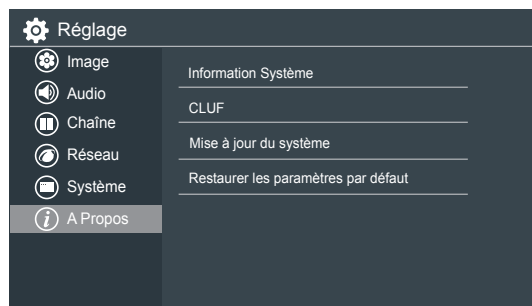 Réglage
Image
Audio
Chaîne
Réseau
Système
A Propos
Information Système
CLUF
Mise à jour du système
Restaurer les paramètres par défaut